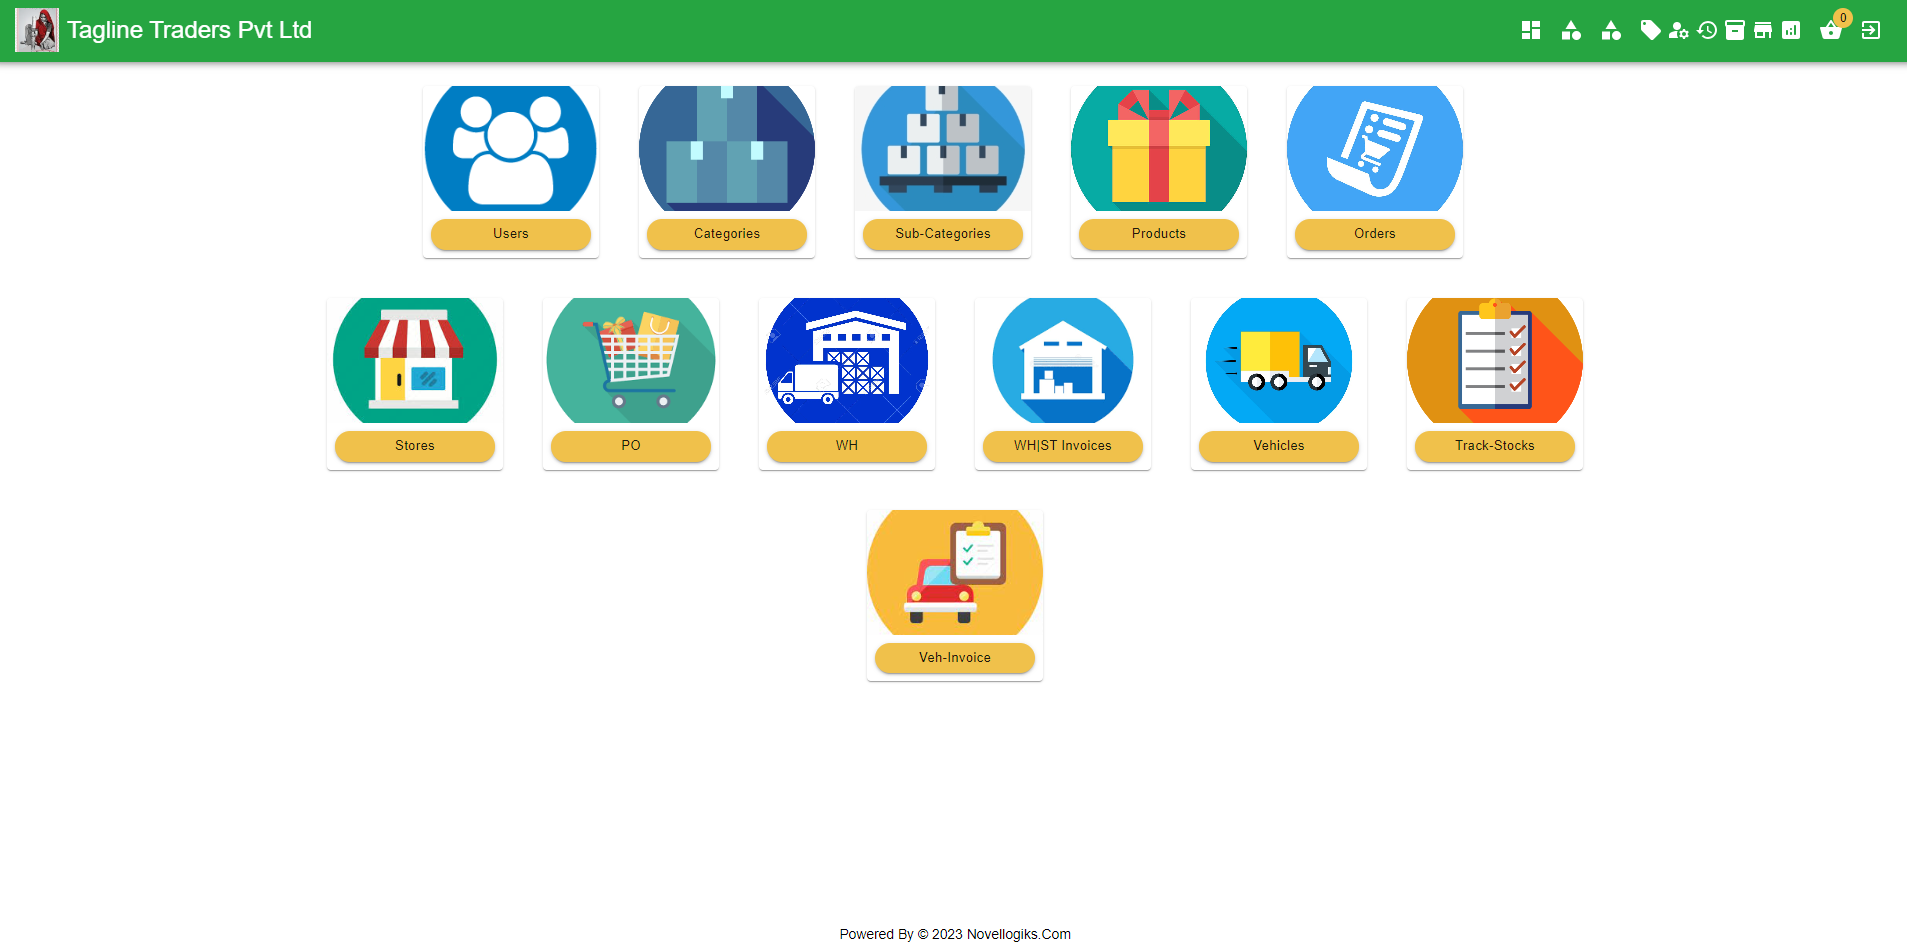 Tagline Traders Pvt Ltd
0
Users
Categories
Sub-Categories
Products
Orders
Stores
PO
WH
WH|ST Invoices
Vehicles
Track-Stocks
Veh-Invoice
Powered By © 2023 Novellogiks.Com